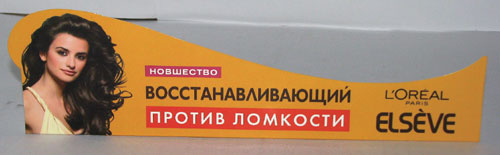 НОВШЕСТВО
ВОССТАНАВЛИВАЮЩИЙ
ПРОТИВ ЛОМКОСТИ
L'ORÉAL
PARIS
ELSÈVE